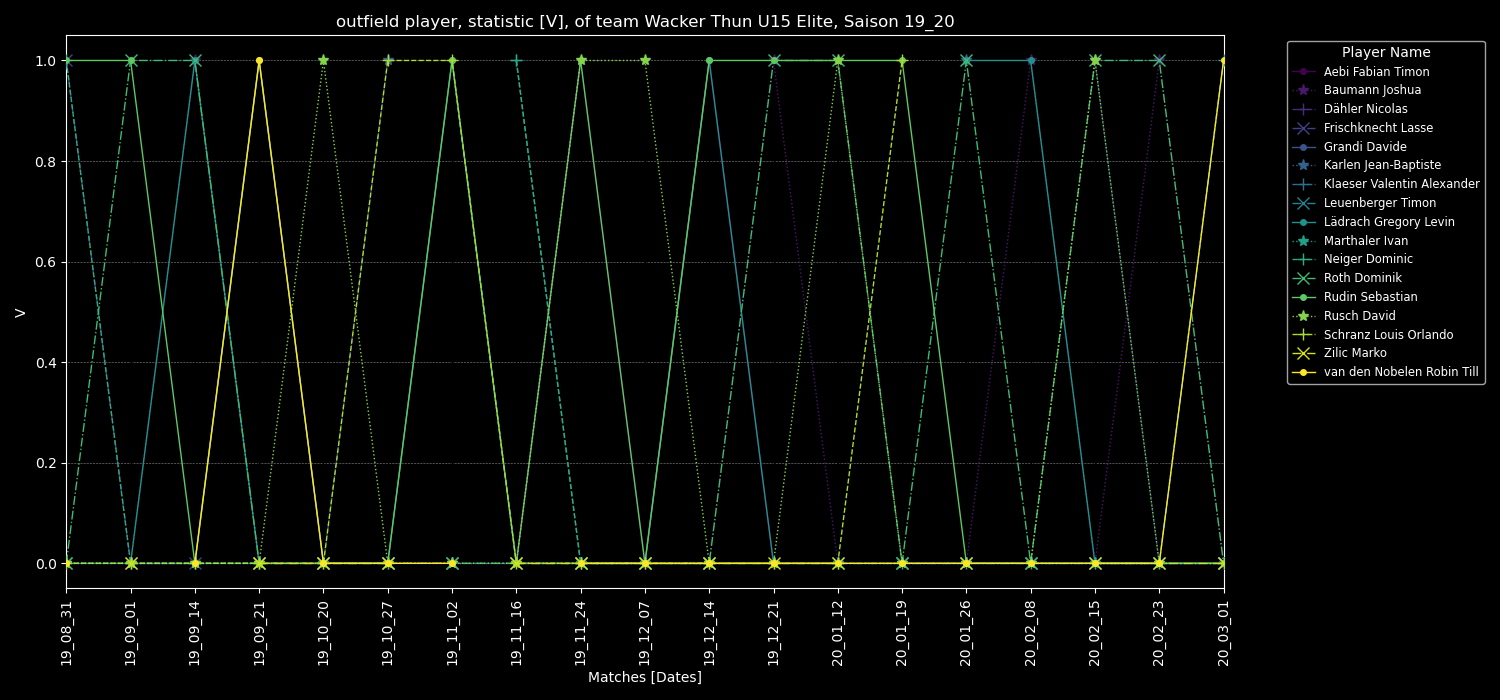 outfield player, statistic [V], of team Wacker Thun U15 Elite, Saison 19_20
1.0
0.8
0.6
0.4
0.2
0.0
V
19_08_31
19_09_01
19_09_14
19_09_21
19_10_20
19_10_27
19_11_02
19_11_16
19_11_24
19_12_07
19_12_14
19_12_21
20_01_12
20_01_19
20_01_26
20_02_08
20_02_15
20_02_23
20_03_01
Matches [Dates]
Player Name
Aebi Fabian Timon
Baumann Joshua
Dähler Nicolas
Frischknecht Lasse
Grandi Davide
Karlen Jean-Baptiste
Klaeser Valentin Alexander
Leuenberger Timon
Lädrach Gregory Levin
Marthaler Ivan
Neiger Dominic
Roth Dominik
Rudin Sebastian
Rusch David
Schranz Louis Orlando
Zilic Marko
van den Nobelen Robin Till